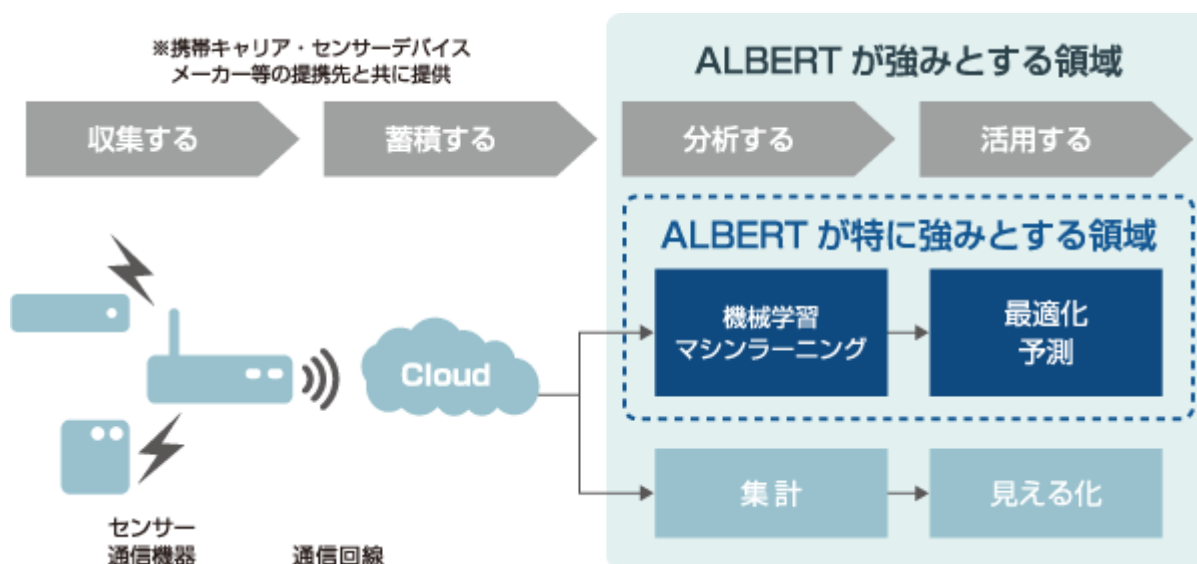 ※携帯キャリア・センサーデバイス
メーカー等の提携先と共に提供
ALBERT が強みとする領域
収集する
蓄積する
分析する
活用する
ALBERT が特に強みとする領域
機械学習
マシンラーニング
最適化
予測
Cloud
集計
見える化
センサー
通信機器
通信回線